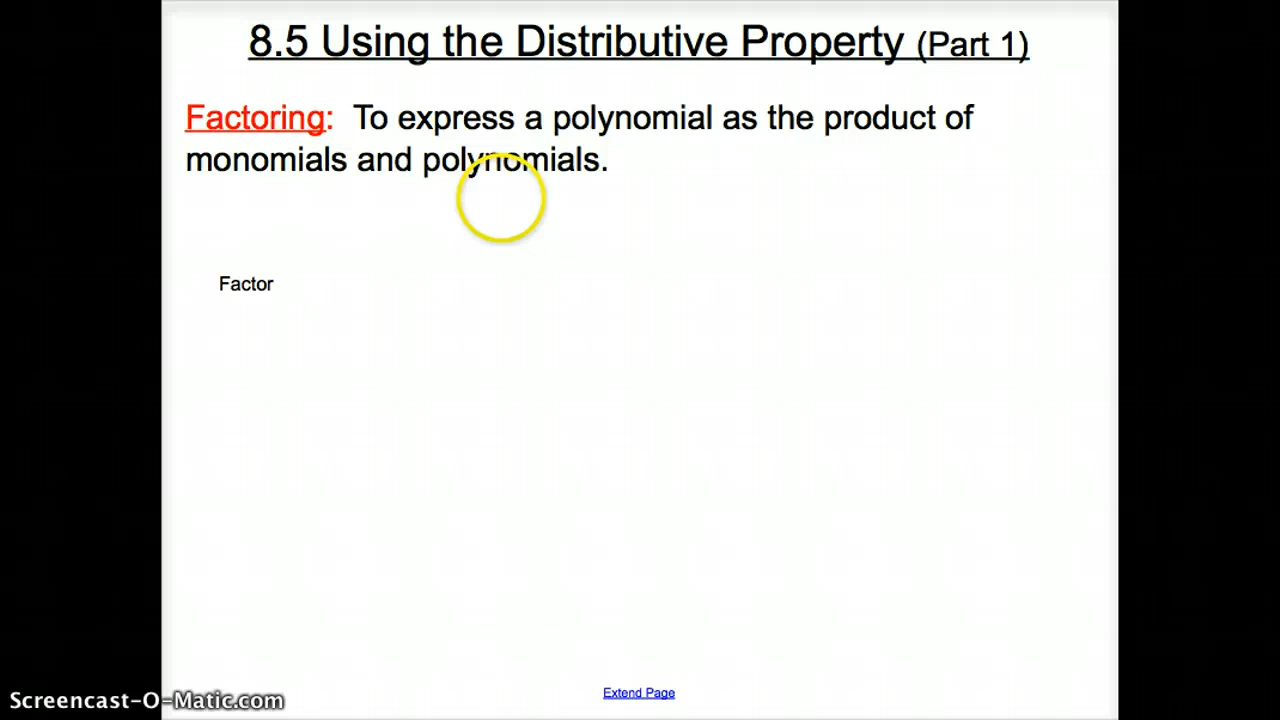 8.5 Using the Distributive Property (Part 1)
Factoring: To express a polynomial as the product of
monomials and polynomials.
Factor
Extend Page
Screencast-O-Matic.com